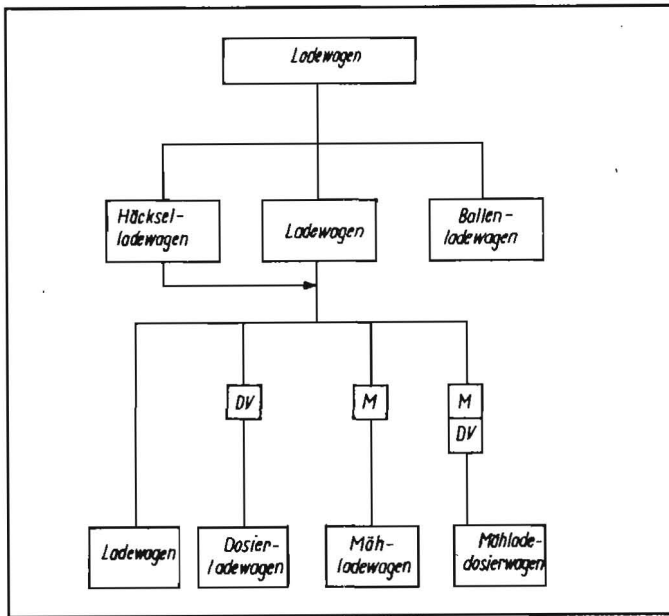 Ladewagen
Häcksel-
ladewagen
Ladewagen
Ballen-
ladewagen
DV
M
M
DV
Ladewagen
Dosier-
ladewagen
Mäh-
ladewagen
Mählade-
dosierwagen